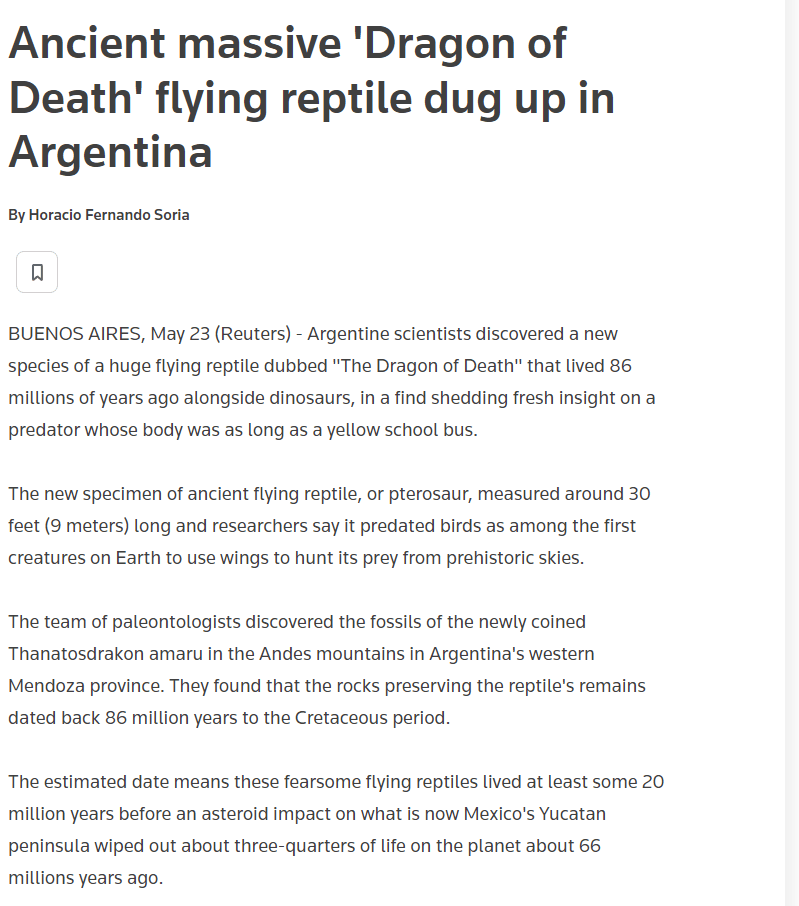 Ancient massive 'Dragon of
Death' flying reptile dug up in
Argentina
By Horacio Fernando Soria
BUENOS AIRES, May 23 (Reuters) - Argentine scientists discovered a new
species of a huge flying reptile dubbed "The Dragon of Death" that lived 86
millions of years ago alongside dinosaurs, in a find shedding fresh insight on a
predator whose body was as long as a yellow school bus.
The new specimen of ancient flying reptile, or pterosaur, measured around 30
feet (9 meters) long and researchers say it predated birds as among the first
creatures on Earth to use wings to hunt its prey from prehistoric skies.
The team of paleontologists discovered the fossils of the newly coined
Thanatosdrakon amaru in the Andes mountains in Argentina's western
Mendoza province. They found that the rocks preserving the reptile's remains
dated back 86 million years to the Cretaceous period.
The estimated date means these fearsome flying reptiles lived at least some 20
million years before an asteroid impact on what is now Mexico's Yucatan
peninsula wiped out about three-quarters of life on the planet about 66
millions years ago.